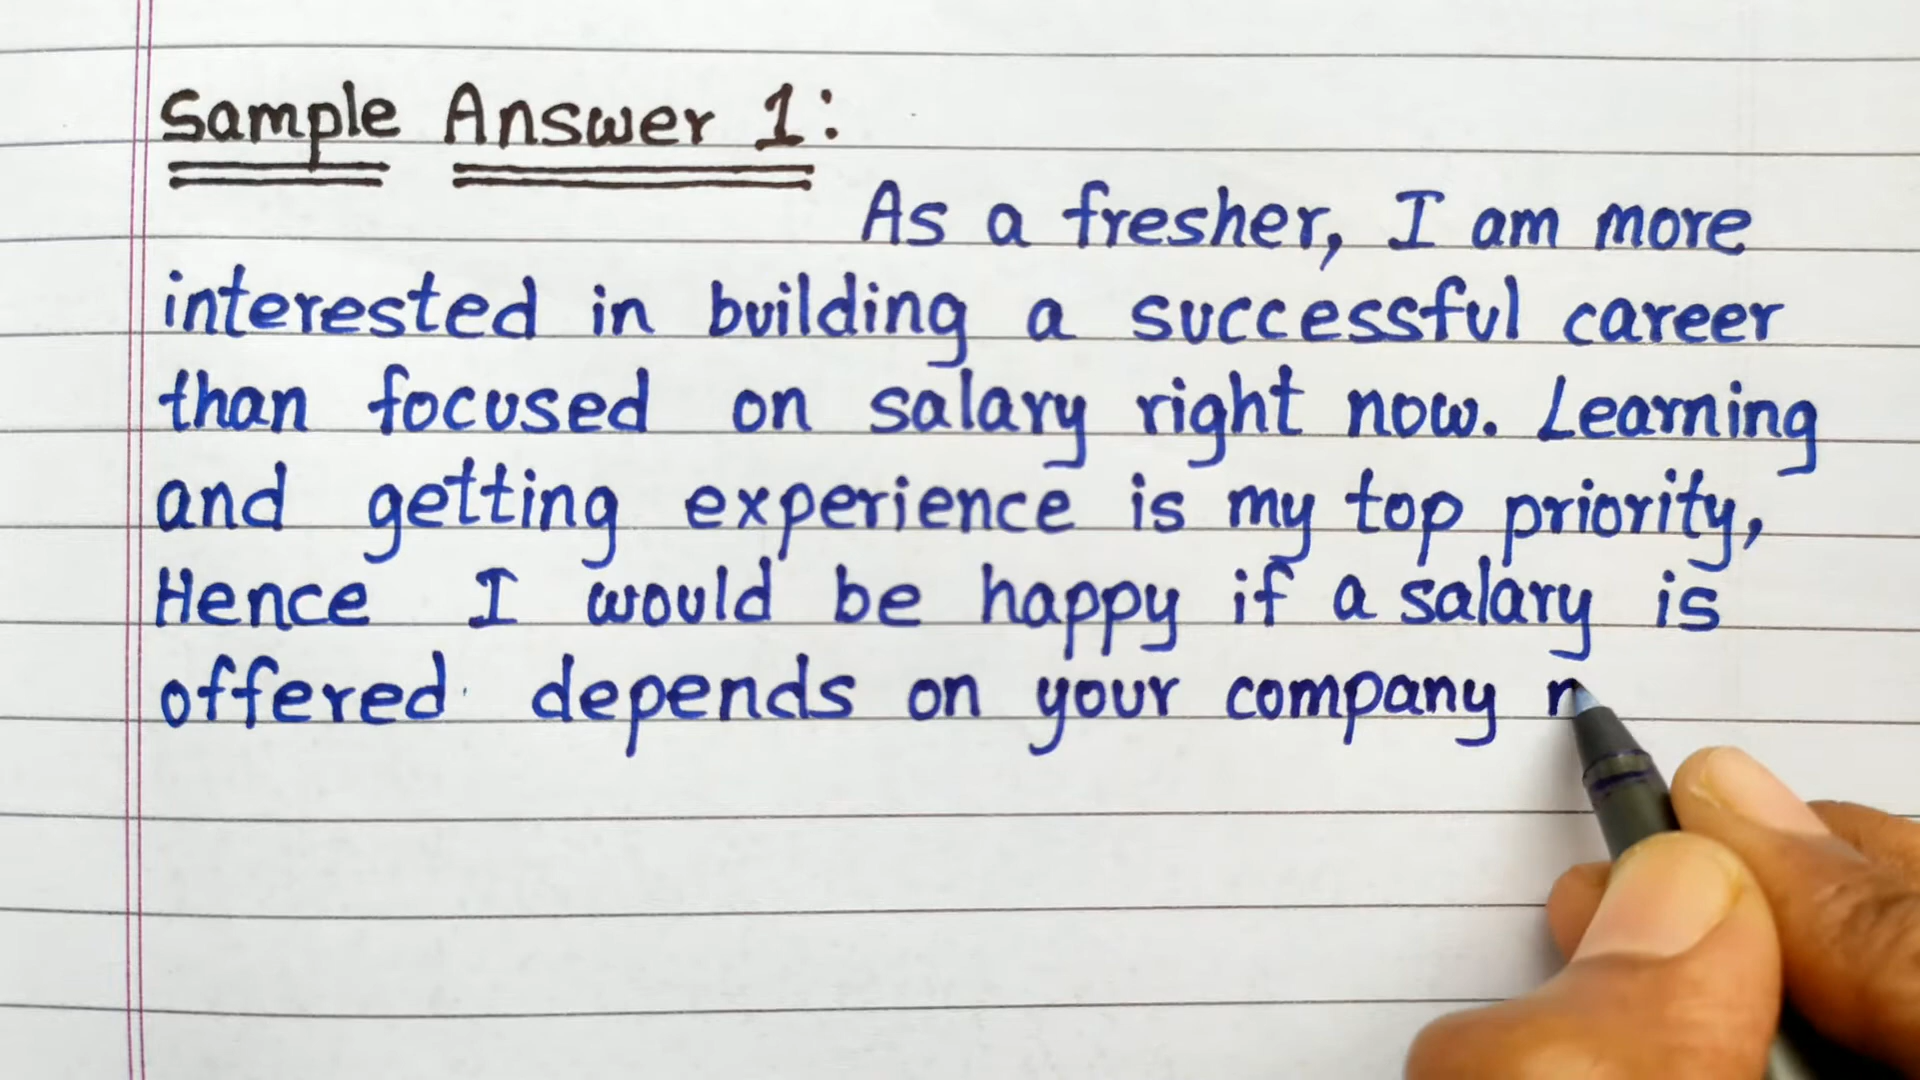 Sample Answer 1:
As a fresher, I am more
interested in building a successful career
than focused on salary right now. Learning
and getting experience is my top priority,
Hence I would be happy if a salary is
offered depends on your company